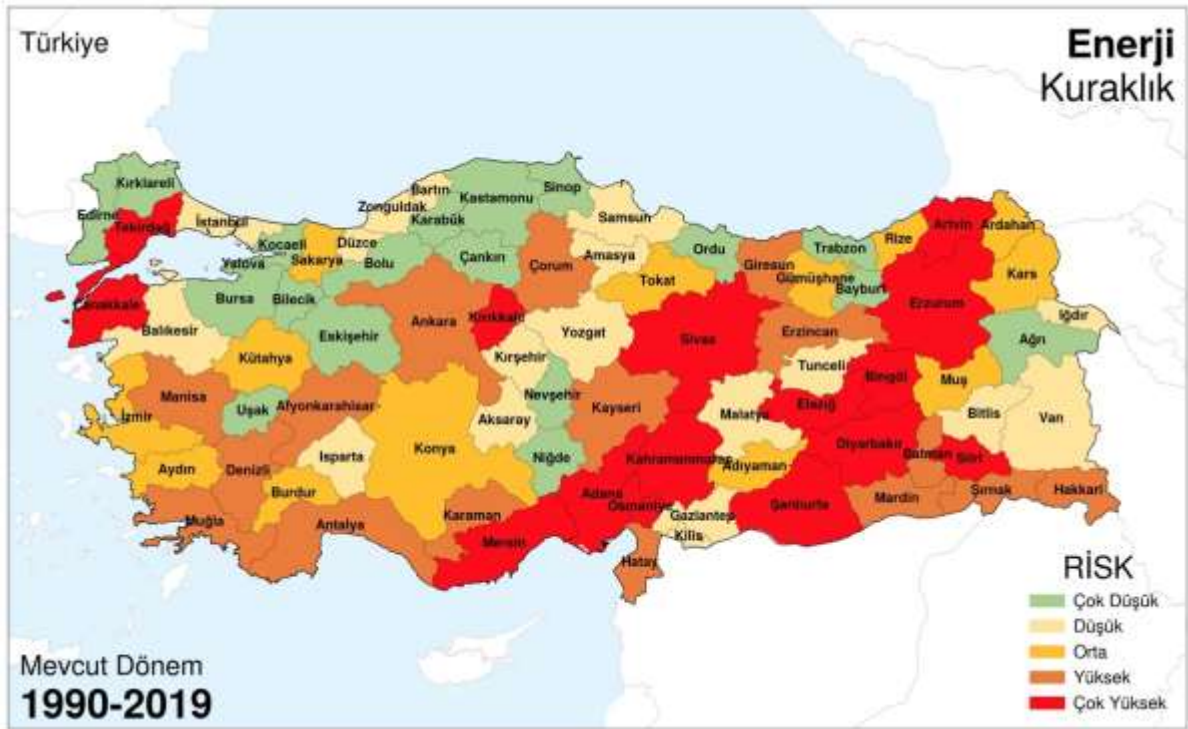 Türkiye
Enerji
Kuraklık
Kırklareli
Edirne
Tekirdağ
İstanbul
Kocaeli
Yalova
Sakarya
Düzce
Bolu
Zonguldak
Bartın
Karabük
Kastamonu
Sinop
Çankırı
Çorum
Samsun
Amasya
Tokat
Ordu
Giresun
Gümüşhane
Trabzon
Bayburt
Rize
Artvin
Ardahan
Kars
Erzurum
Iğdır
Ağrı
Çanakkale
Balıkesir
Bursa
Bilecik
Eskişehir
Kütahya
Ankara
Kırıkkale
Kırşehir
Yozgat
Sivas
Erzincan
Tunceli
Bingöl
Muş
Bitlis
Van
Manisa
İzmir
Uşak
Afyonkarahisar
Aydın
Denizli
Isparta
Burdur
Konya
Aksaray
Nevşehir
Niğde
Kayseri
Malatya
Elazığ
Diyarbakır
Batman
Siirt
Kahramanmaraş
Adıyaman
Şanlıurfa
Mardin
Şırnak
Hakkari
Muğla
Antalya
Karaman
Mersin
Adana
Osmaniye
Gaziantep
Kilis
Hatay
RİSK
Çok Düşük
Düşük
Orta
Yüksek
Çok Yüksek
Mevcut Dönem
1990-2019